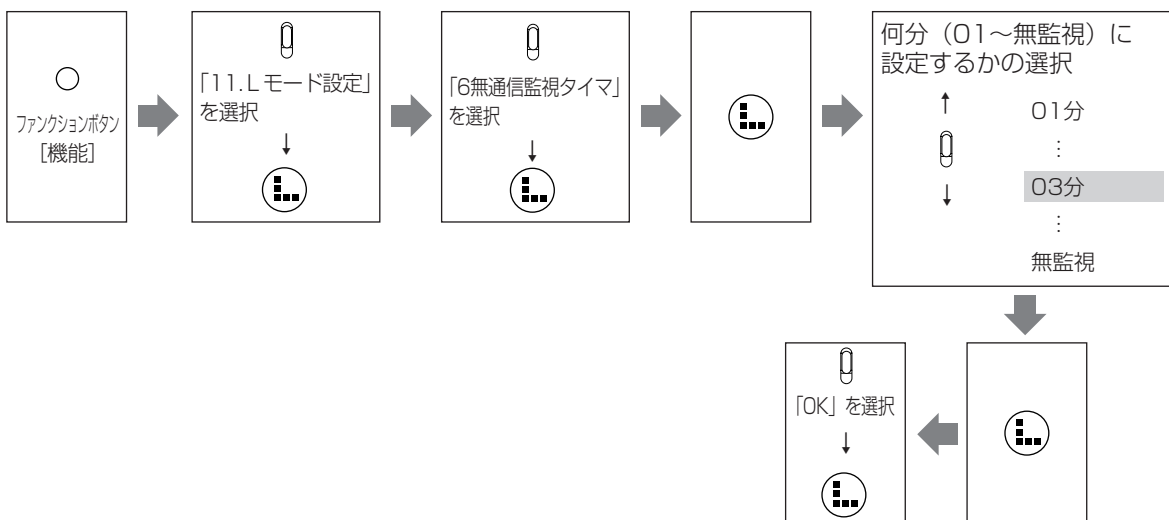 ファンクションボタン
[機能]
「11.Lモード設定」
を選択
「6無通信監視タイマ」
を選択
何分（01～無監視）に
設定するかの選択
01分
⋮
03分
⋮
無監視
「OK」を選択